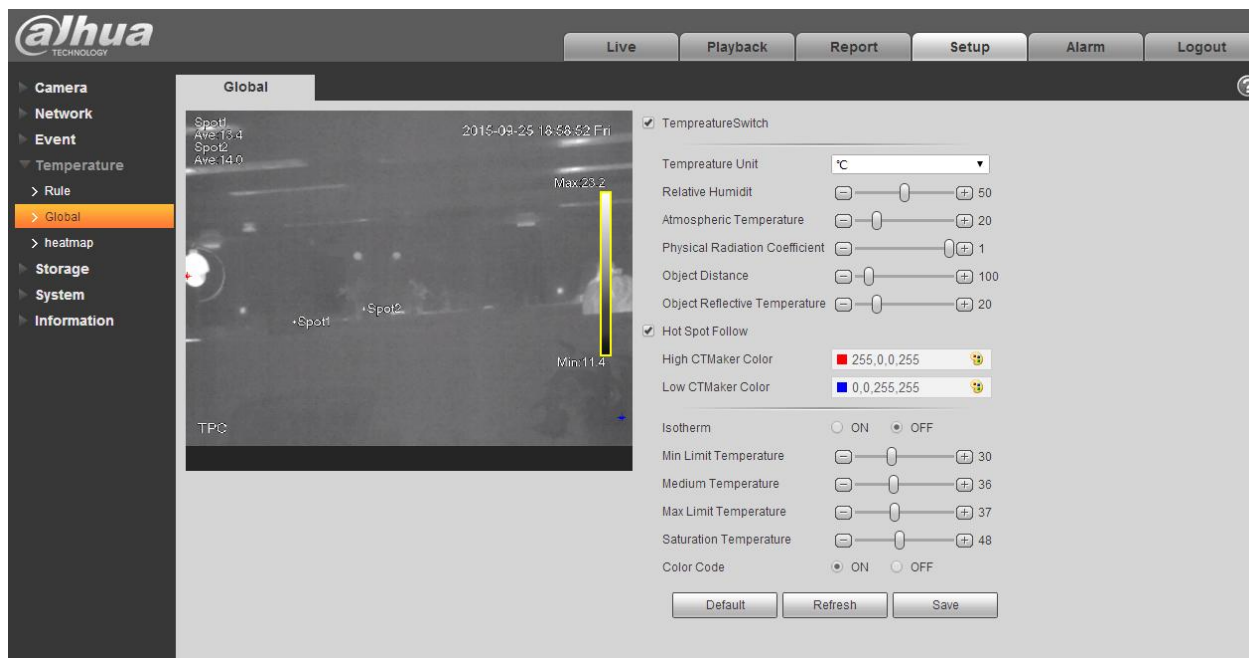 alhua
TECHNOLOGY
Live
Playback
Report
Setup
Alarm
Logout
Camera
Network
Event
Temperature
Rule
Global
heatmap
Storage
System
Information
Global
Spot1
Ave:13.4
Spot2
Ave:14.0
2015-09-25 18:58:52 Fri
Max:23.2
Spot1
Spot2
Min:11.4
TPC
TempreatureSwitch
Tempreature Unit ℃
Relative Humidit 50
Atmospheric Temperature 20
Physical Radiation Coefficient 1
Object Distance 100
Object Reflective Temperature 20
Hot Spot Follow
High CTMaker Color 255,0,0,255
Low CTMaker Color 0,0,255,255
Isotherm ON OFF
Min Limit Temperature 30
Medium Temperature 36
Max Limit Temperature 37
Saturation Temperature 48
Color Code ON OFF
Default Refresh Save